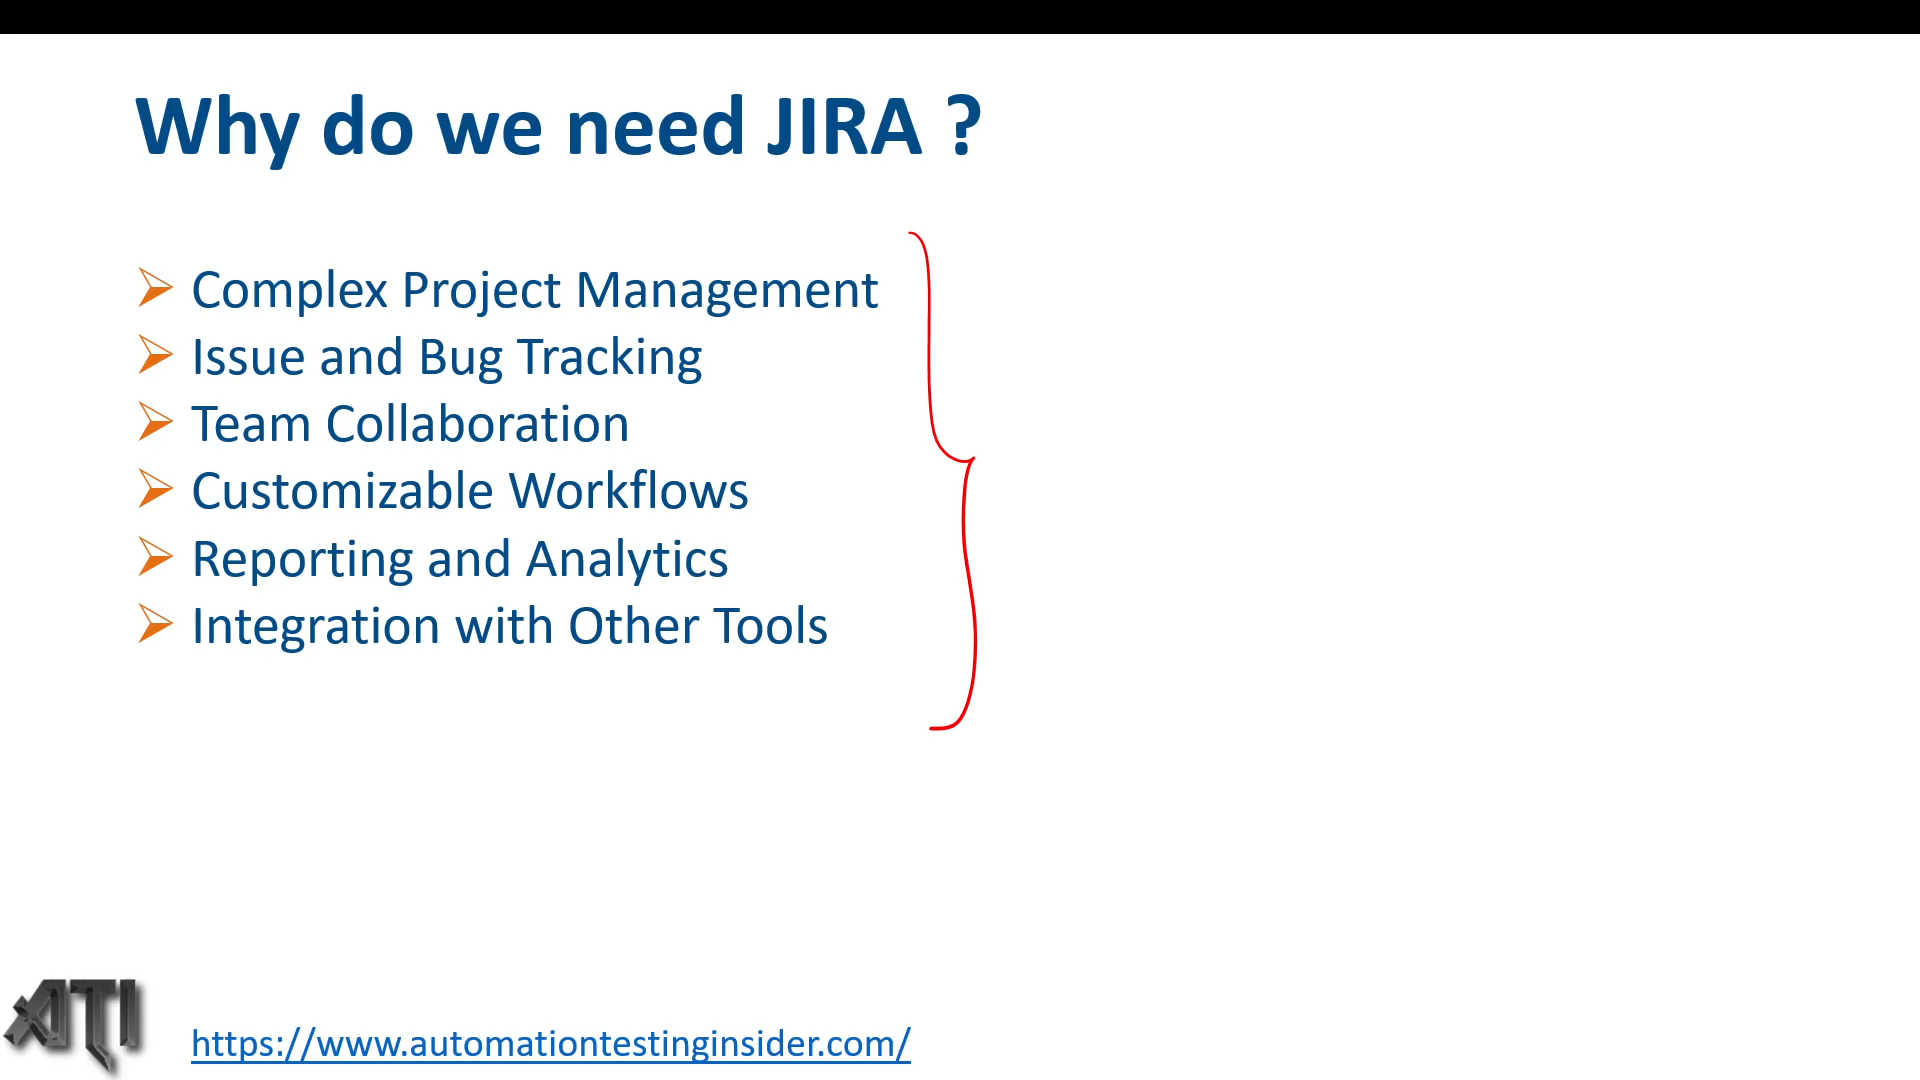 Why do we need JIRA ?
Complex Project Management
Issue and Bug Tracking
Team Collaboration
Customizable Workflows
Reporting and Analytics
Integration with Other Tools
ATI
https://www.automationtestinginsider.com/